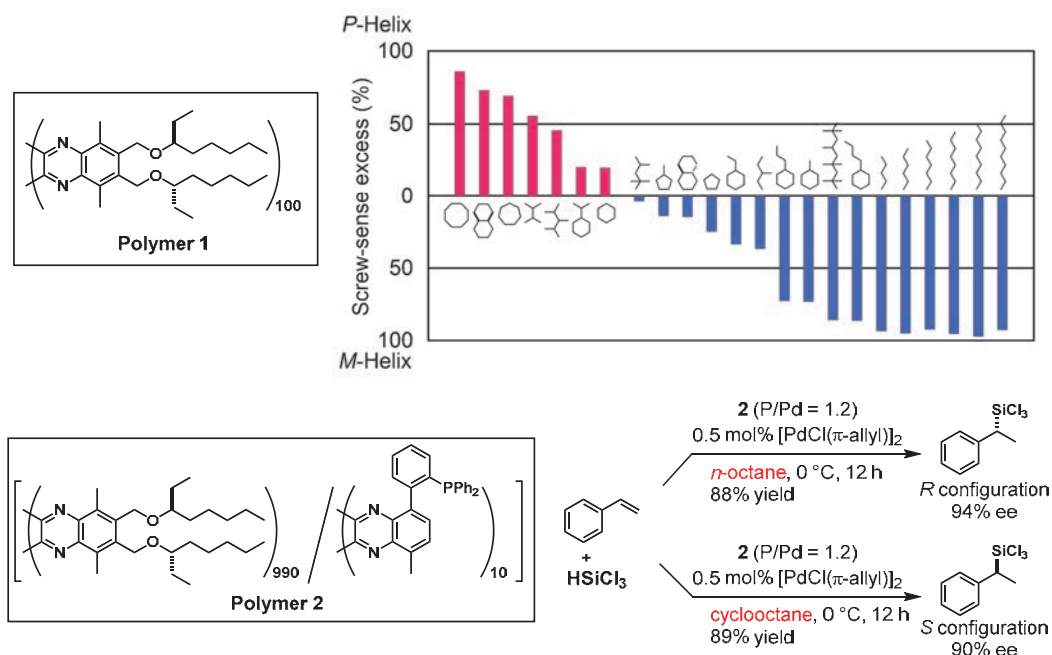 P-Helix
100
50
0
50
100
M-Helix
Screw-sense excess (%)
N
N
O
O
100
Polymer 1
N
N
O
O
990
N
N
PPh2
10
Polymer 2
+
HSiCl3
2 (P/Pd = 1.2)
0.5 mol% [PdCl(π-allyl)]2
n-octane, 0 °C, 12 h
88% yield
SiCl3
R configuration
94% ee
2 (P/Pd = 1.2)
0.5 mol% [PdCl(π-allyl)]2
cyclooctane, 0 °C, 12 h
89% yield
SiCl3
S configuration
90% ee